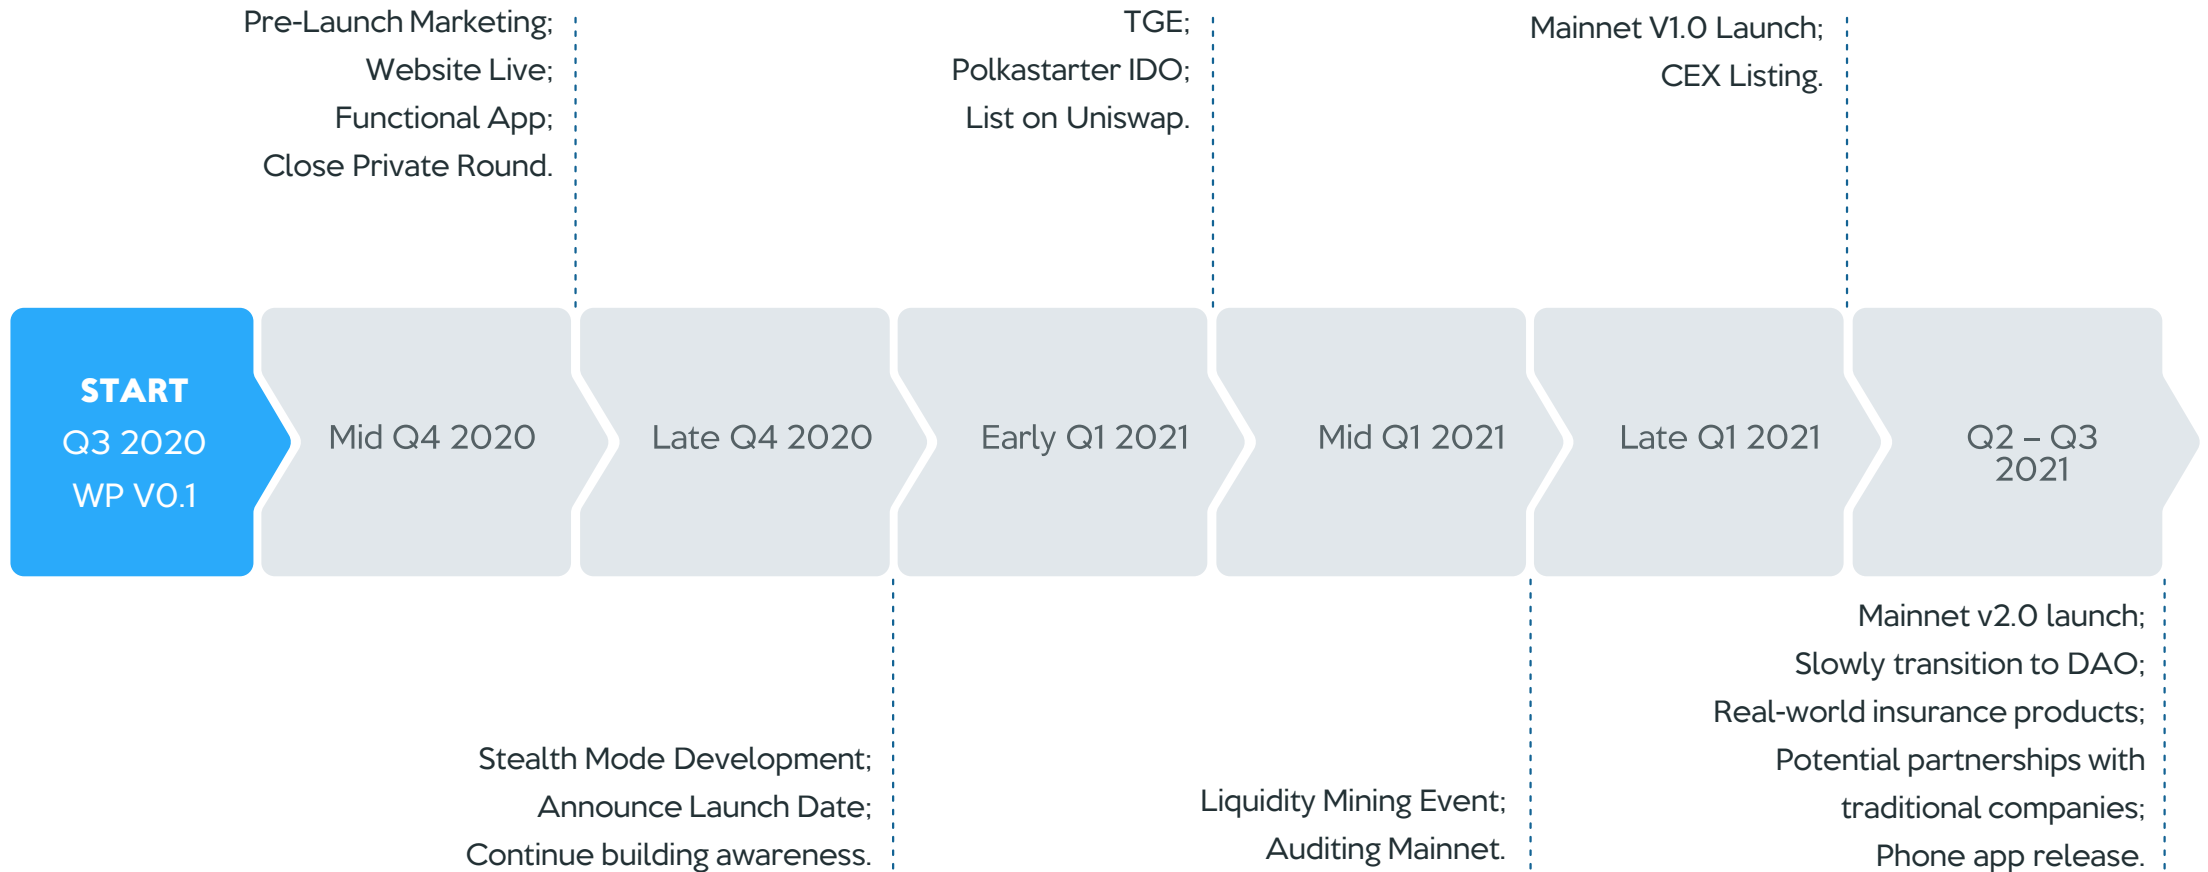 Pre-Launch Marketing;
Website Live;
Functional App;
Close Private Round.
TGE;
Polkastarter IDO;
List on Uniswap.
Mainnet V1.0 Launch;
CEX Listing.
START
Q3 2020
WP V0.1
Mid Q4 2020
Late Q4 2020
Early Q1 2021
Mid Q1 2021
Late Q1 2021
Q2 – Q3
2021
Stealth Mode Development;
Announce Launch Date;
Continue building awareness.
Liquidity Mining Event;
Auditing Mainnet.
Mainnet v2.0 launch;
Slowly transition to DAO;
Real-world insurance products;
Potential partnerships with
traditional companies;
Phone app release.